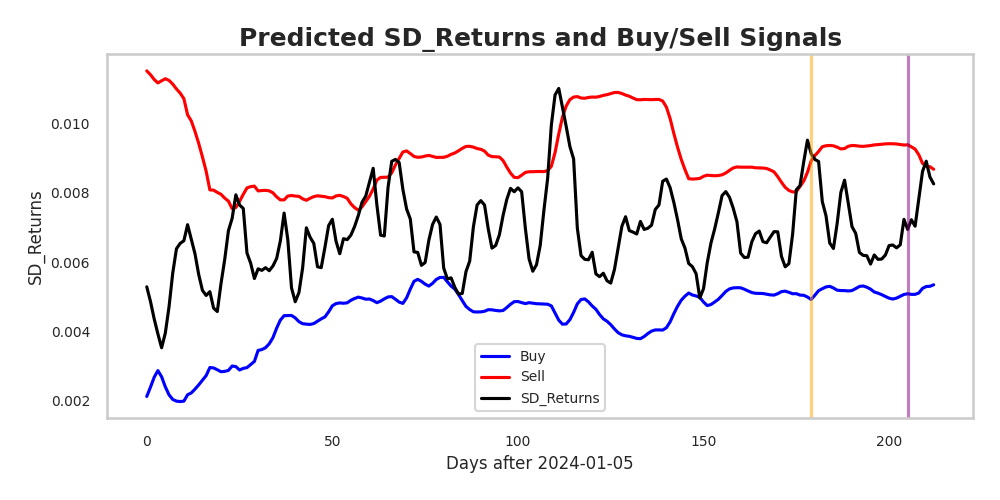 Predicted SD_Returns and Buy/Sell Signals
SD_Returns
0.010
0.008
0.006
0.004
0.002
Buy
Sell
SD_Returns
0 50 100 150 200
Days after 2024-01-05